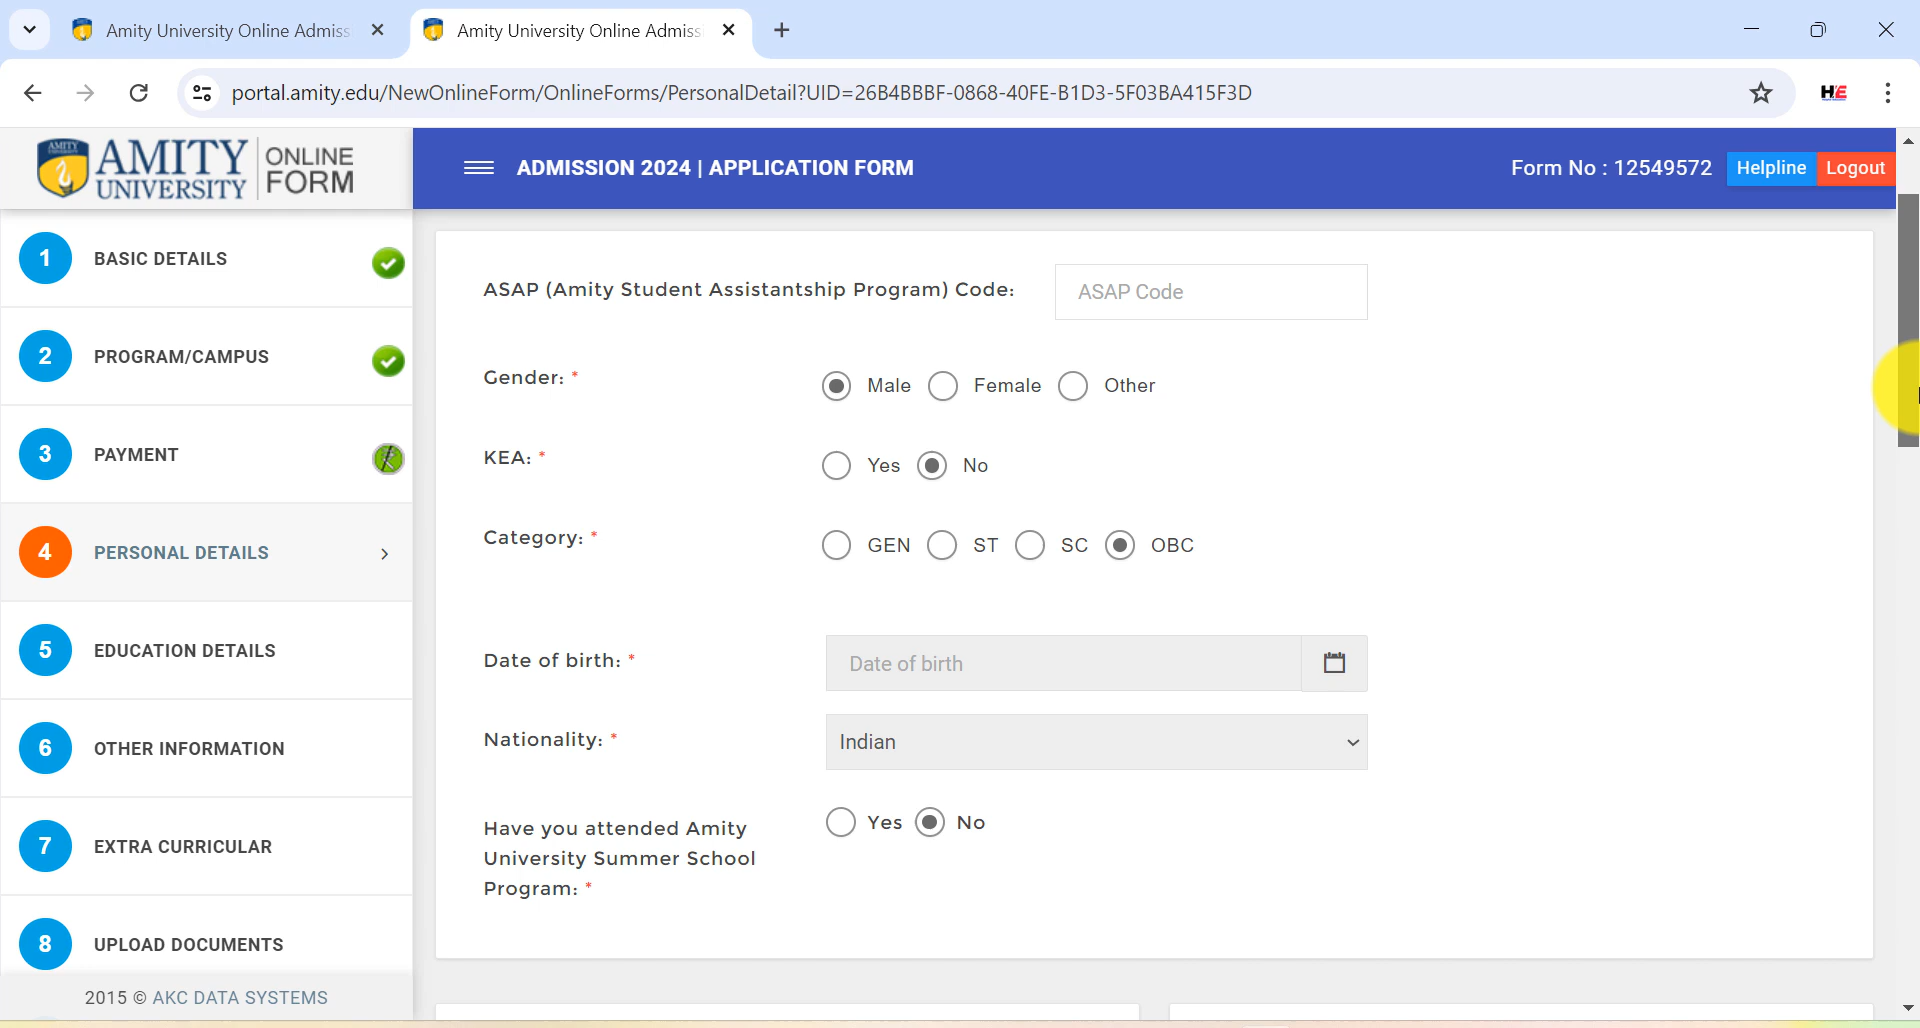 Amity University Online Admiss
Amity University Online Admiss
portal.amity.edu/NewOnlineForm/OnlineForms/PersonalDetail?UID=26B4BBBF-0868-40FE-B1D3-5F03BA415F3D
HE
AMITY
AMITY UNIVERSITY
ONLINE FORM
ADMISSION 2024 | APPLICATION FORM
Form No : 12549572
Helpline
Logout
1 BASIC DETAILS
2 PROGRAM/CAMPUS
3 PAYMENT
4 PERSONAL DETAILS
5 EDUCATION DETAILS
6 OTHER INFORMATION
7 EXTRA CURRICULAR
8 UPLOAD DOCUMENTS
2015 © AKC DATA SYSTEMS
ASAP (Amity Student Assistantship Program) Code: ASAP Code
Gender: * Male Female Other
KEA: * Yes No
Category: * GEN ST SC OBC
Date of birth: * Date of birth
Nationality: * Indian
Have you attended Amity Yes No
University Summer School
Program: *